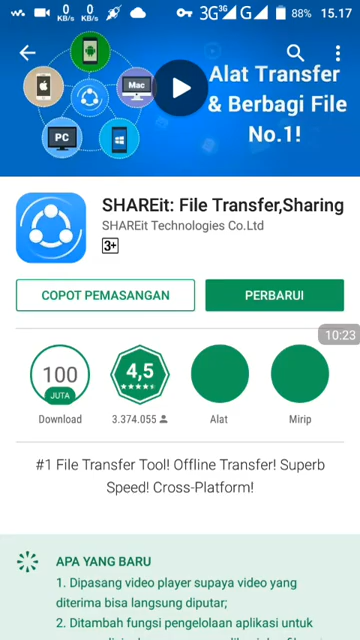 0 KB/s
0 KB/s
3G 3G G 88% 15.17
Alat Transfer
& Berbagi File
No.1!
Mac
PC
SHAREit: File Transfer,Sharing
SHAREit Technologies Co.Ltd
3+
COPOT PEMASANGAN
PERBARUI
10:23
100
JUTA
4,5
Download
3.374.055
Alat
Mirip
#1 File Transfer Tool! Offline Transfer! Superb
Speed! Cross-Platform!
APA YANG BARU
1. Dipasang video player supaya video yang
diterima bisa langsung diputar;
2. Ditambah fungsi pengelolaan aplikasi untuk